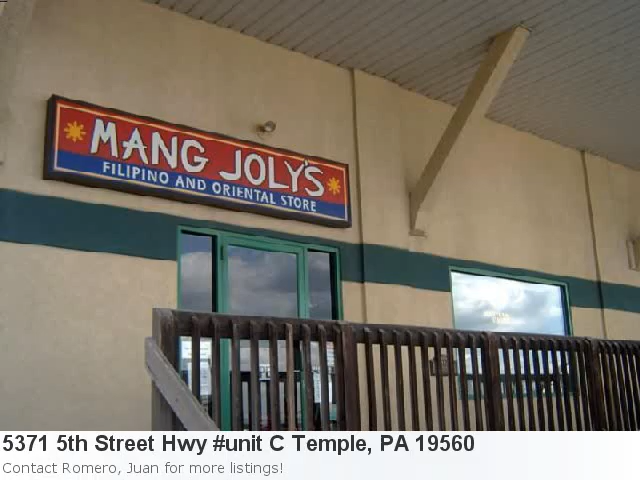 MANG JOLY'S
FILIPINO AND ORIENTAL STORE
5371 5th Street Hwy #unit C Temple, PA 19560
Contact Romero, Juan for more listings!